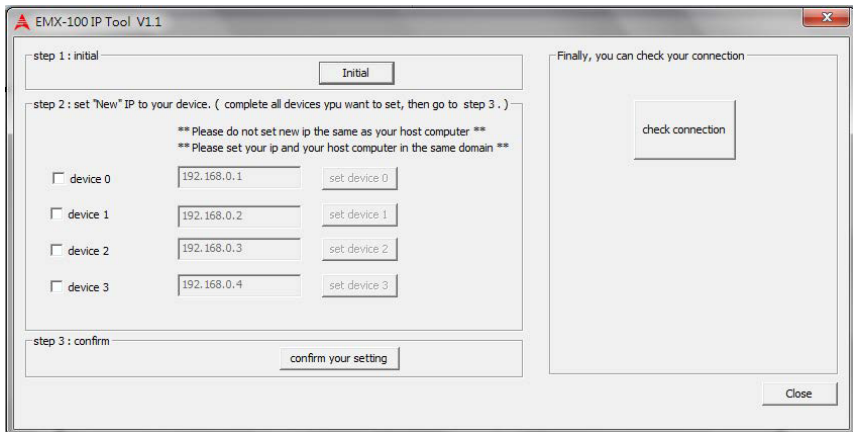 EMX-100 IP Tool V1.1
step 1 : initial
Initial
step 2 : set "New" IP to your device. ( complete all devices ypu want to set, then go to step 3 . )
** Please do not set new ip the same as your host computer **
** Please set your ip and your host computer in the same domain **
device 0 192.168.0.1 set device 0
device 1 192.168.0.2 set device 1
device 2 192.168.0.3 set device 2
device 3 192.168.0.4 set device 3
step 3 : confirm
confirm your setting
Finally, you can check your connection
check connection
Close